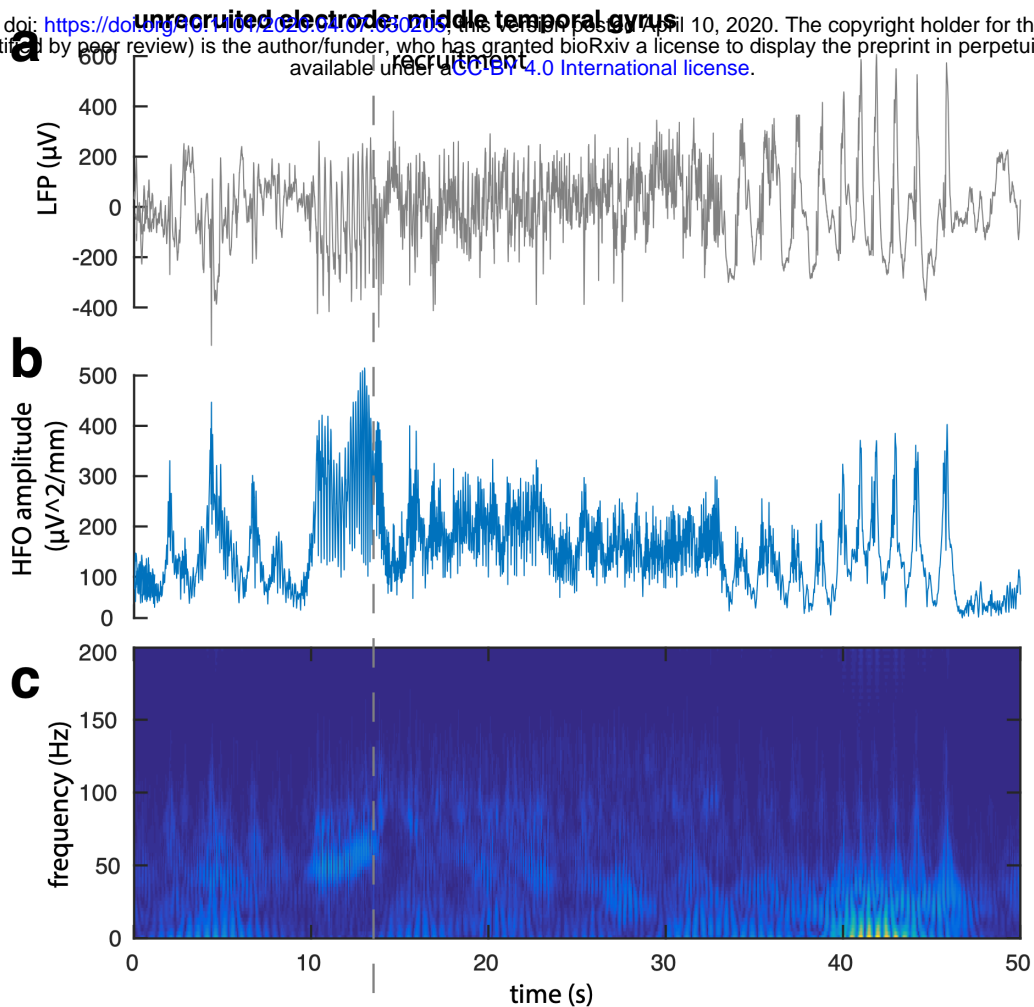 unrecruited electrode: middle temporal gyrus
doi: https://doi.org/10.1101/2020.04.07.030205; this version posted April 10, 2020. The copyright holder for th
tified by peer review) is the author/funder, who has granted bioRxiv a license to display the preprint in perpetui
recruitment
available under aCC-BY 4.0 International license.
a
600
400
200
0
-200
-400
LFP (µV)
b
500
400
300
200
100
0
HFO amplitude
(µV^2/mm)
c
200
150
100
50
0
frequency (Hz)
0 10 20 30 40 50
time (s)